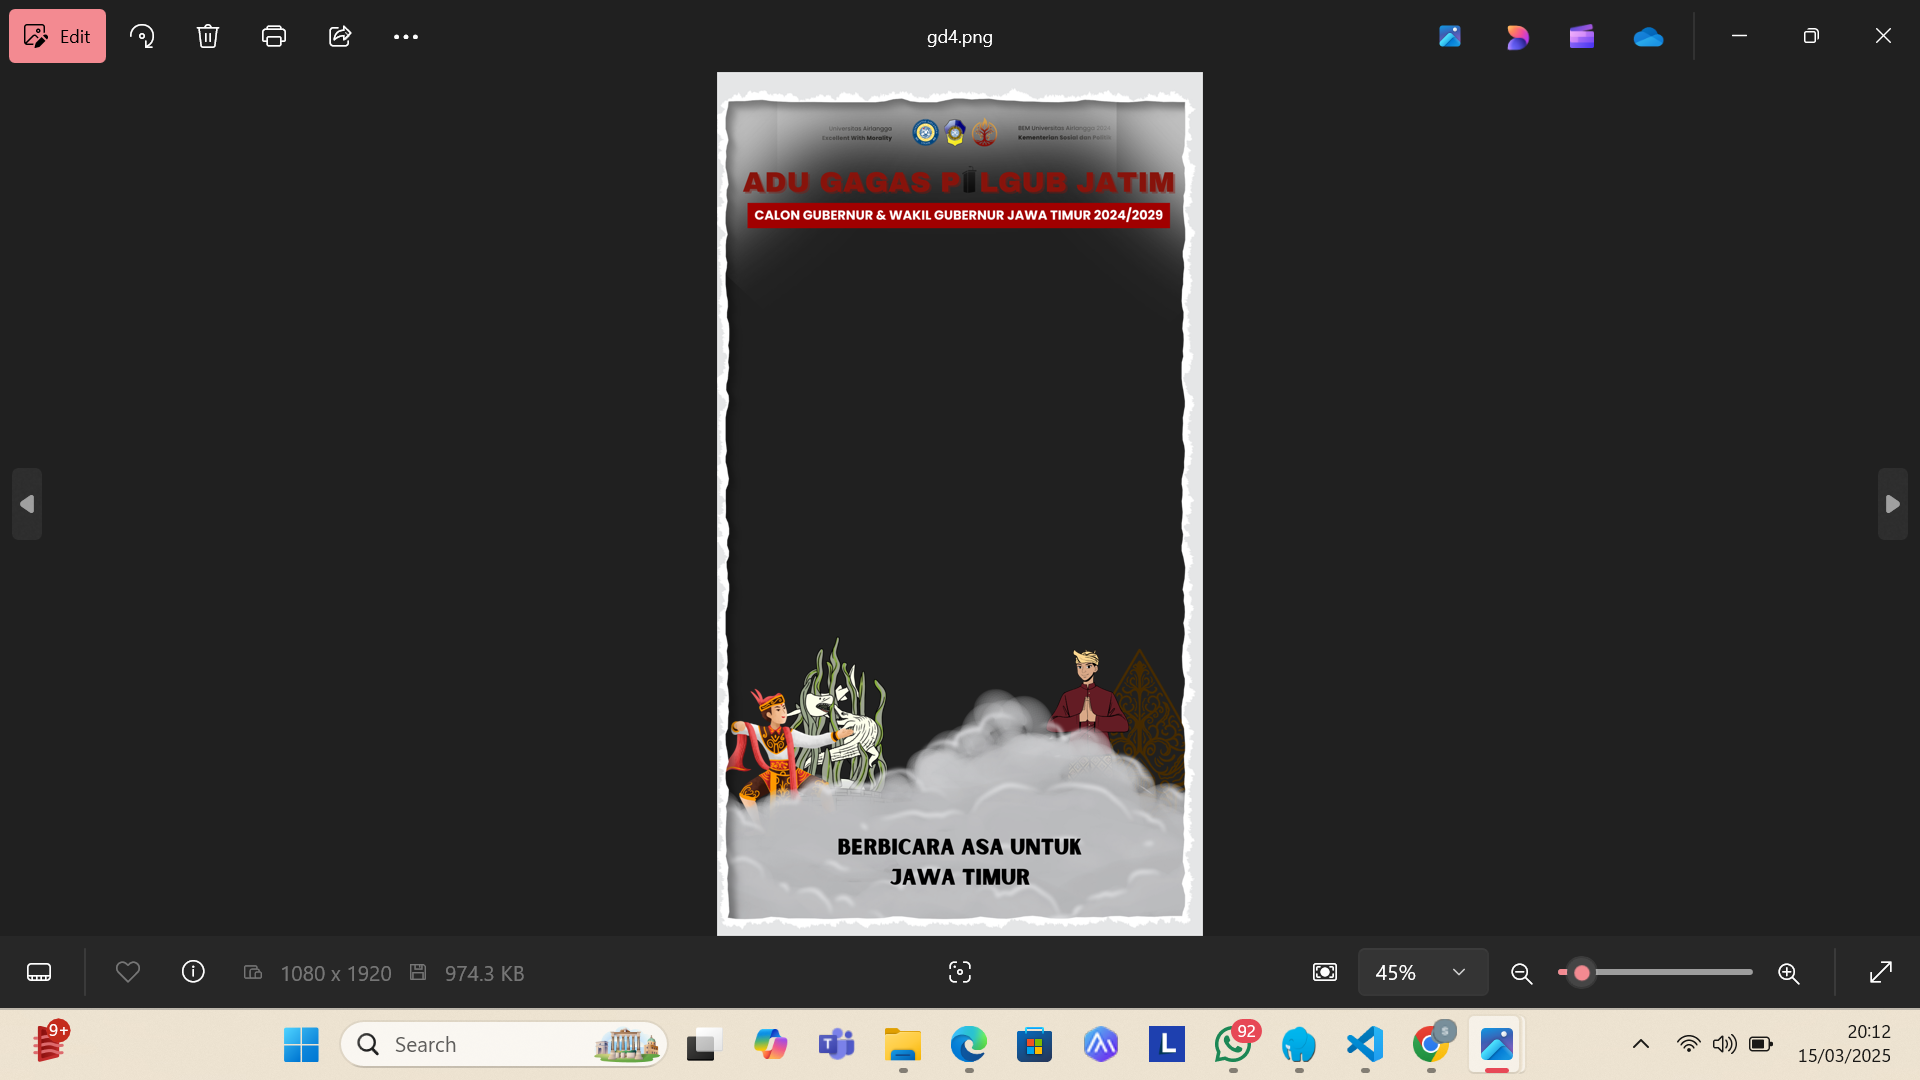 Edit
gd4.png
Universitas Airlangga
Excellent With Morality
BEM Universitas Airlangga 2024
Kementerian Sosial dan Politik
ADU GAGAS PILGUB JATIM
CALON GUBERNUR & WAKIL GUBERNUR JAWA TIMUR 2024/2029
BERBICARA ASA UNTUK
JAWA TIMUR
1080 x 1920
974.3 KB
45%
9+
Search
92
20:12
15/03/2025